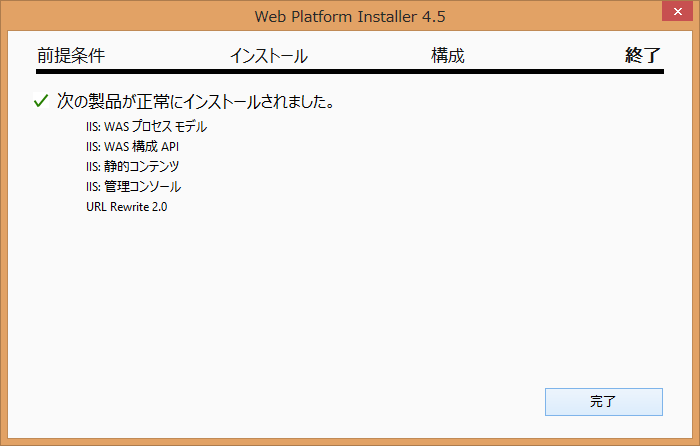 Web Platform Installer 4.5
前提条件 インストール 構成 終了
次の製品が正常にインストールされました。
IIS: WAS プロセス モデル
IIS: WAS 構成 API
IIS: 静的コンテンツ
IIS: 管理コンソール
URL Rewrite 2.0
完了